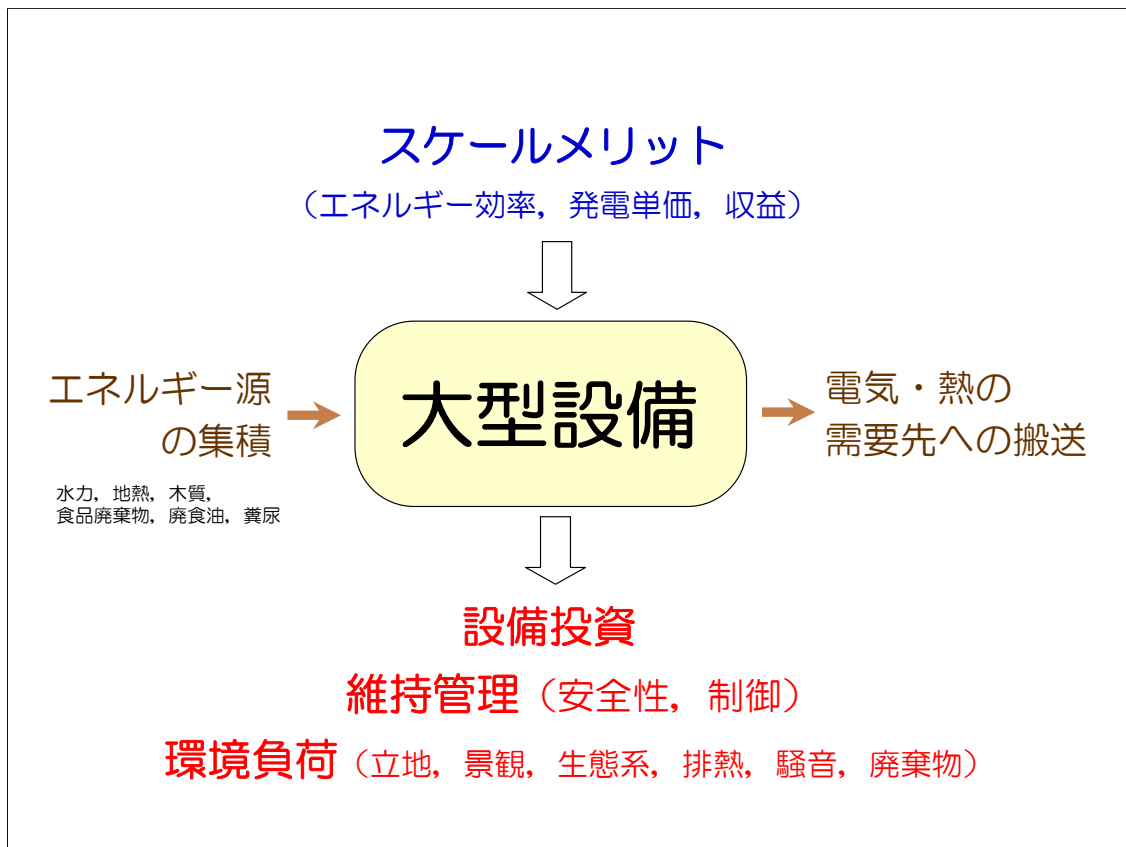 スケールメリット
（エネルギー効率，発電単価，収益）
エネルギー源
の集積
水力，地熱，木質，
食品廃棄物，廃食油，糞尿
大型設備
電気・熱の
需要先への搬送
設備投資
維持管理（安全性，制御）
環境負荷（立地，景観，生態系，排熱，騒音，廃棄物）